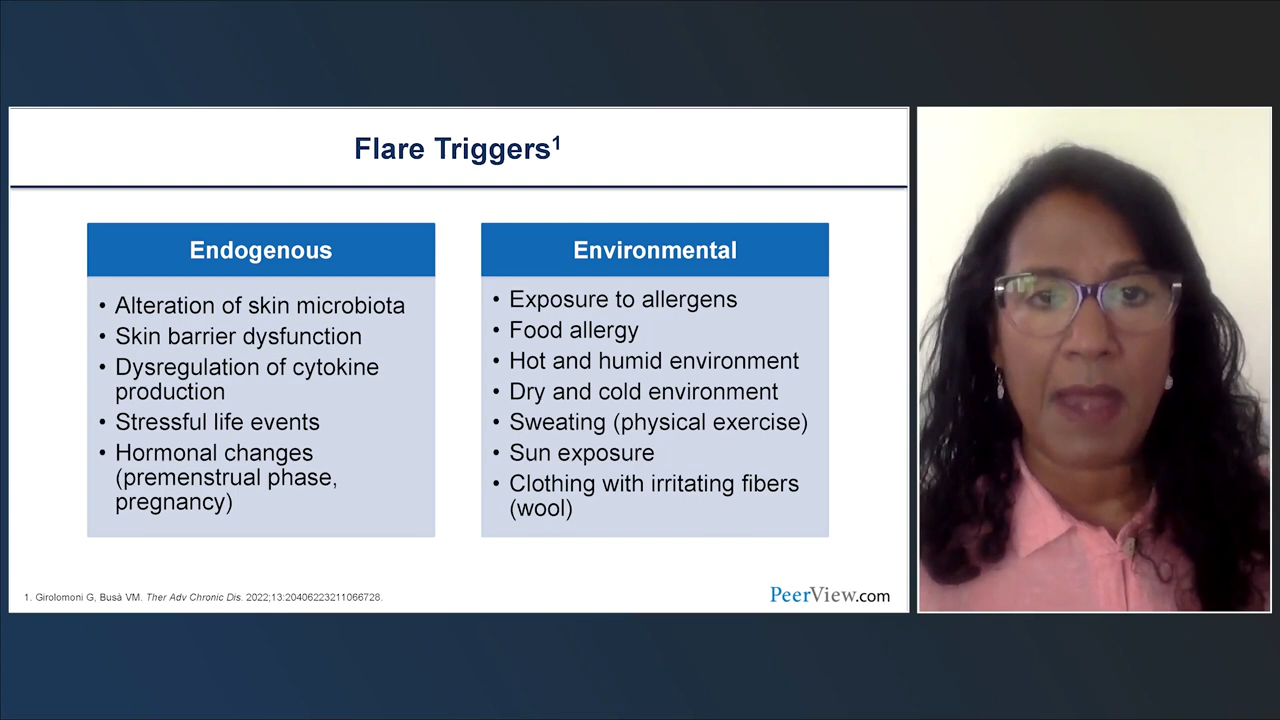 Flare Triggers¹
Endogenous
• Alteration of skin microbiota
• Skin barrier dysfunction
• Dysregulation of cytokine
production
• Stressful life events
• Hormonal changes
(premenstrual phase,
pregnancy)
Environmental
• Exposure to allergens
• Food allergy
• Hot and humid environment
• Dry and cold environment
• Sweating (physical exercise)
• Sun exposure
• Clothing with irritating fibers
(wool)
1. Girolomoni G, Busà VM. Ther Adv Chronic Dis. 2022;13:20406223211066728.
PeerView.com